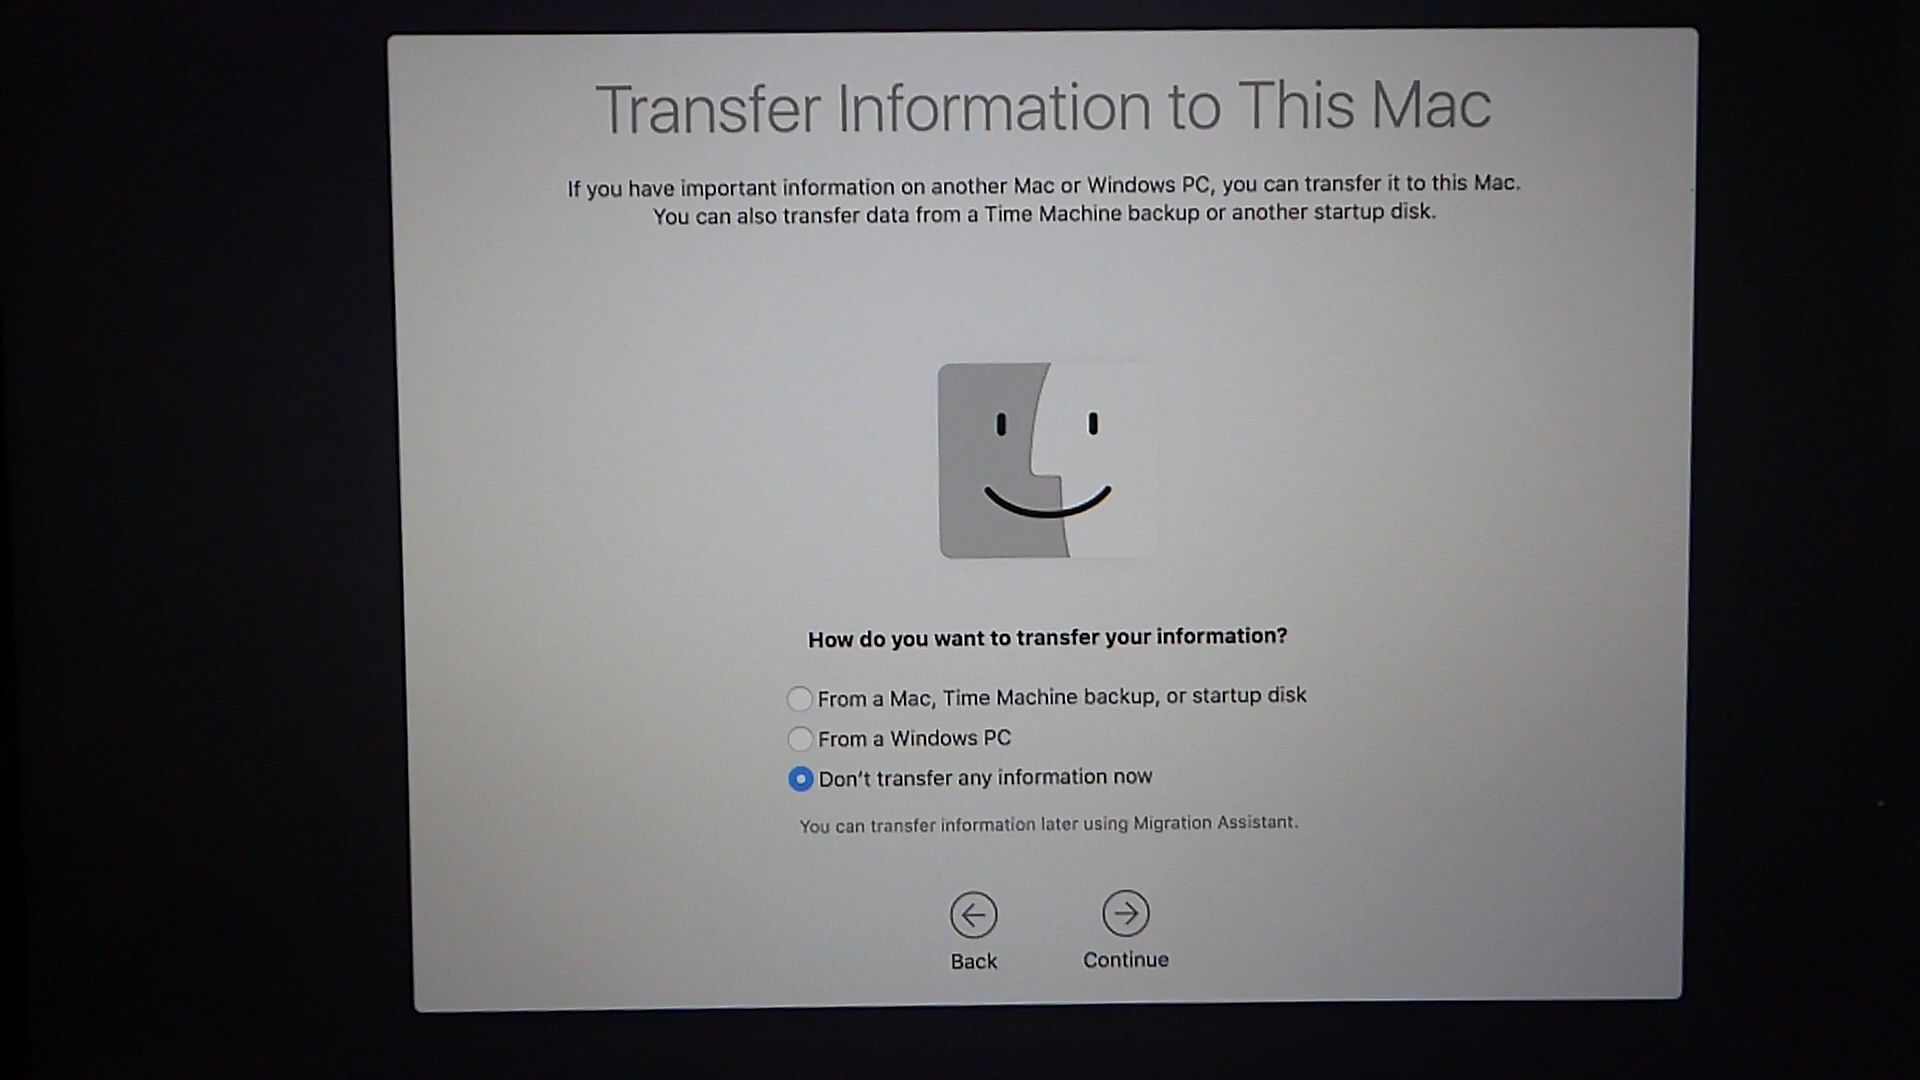 Transfer Information to This Mac
If you have important information on another Mac or Windows PC, you can transfer it to this Mac.
You can also transfer data from a Time Machine backup or another startup disk.
How do you want to transfer your information?
From a Mac, Time Machine backup, or startup disk
From a Windows PC
Don't transfer any information now
You can transfer information later using Migration Assistant.
Back
Continue